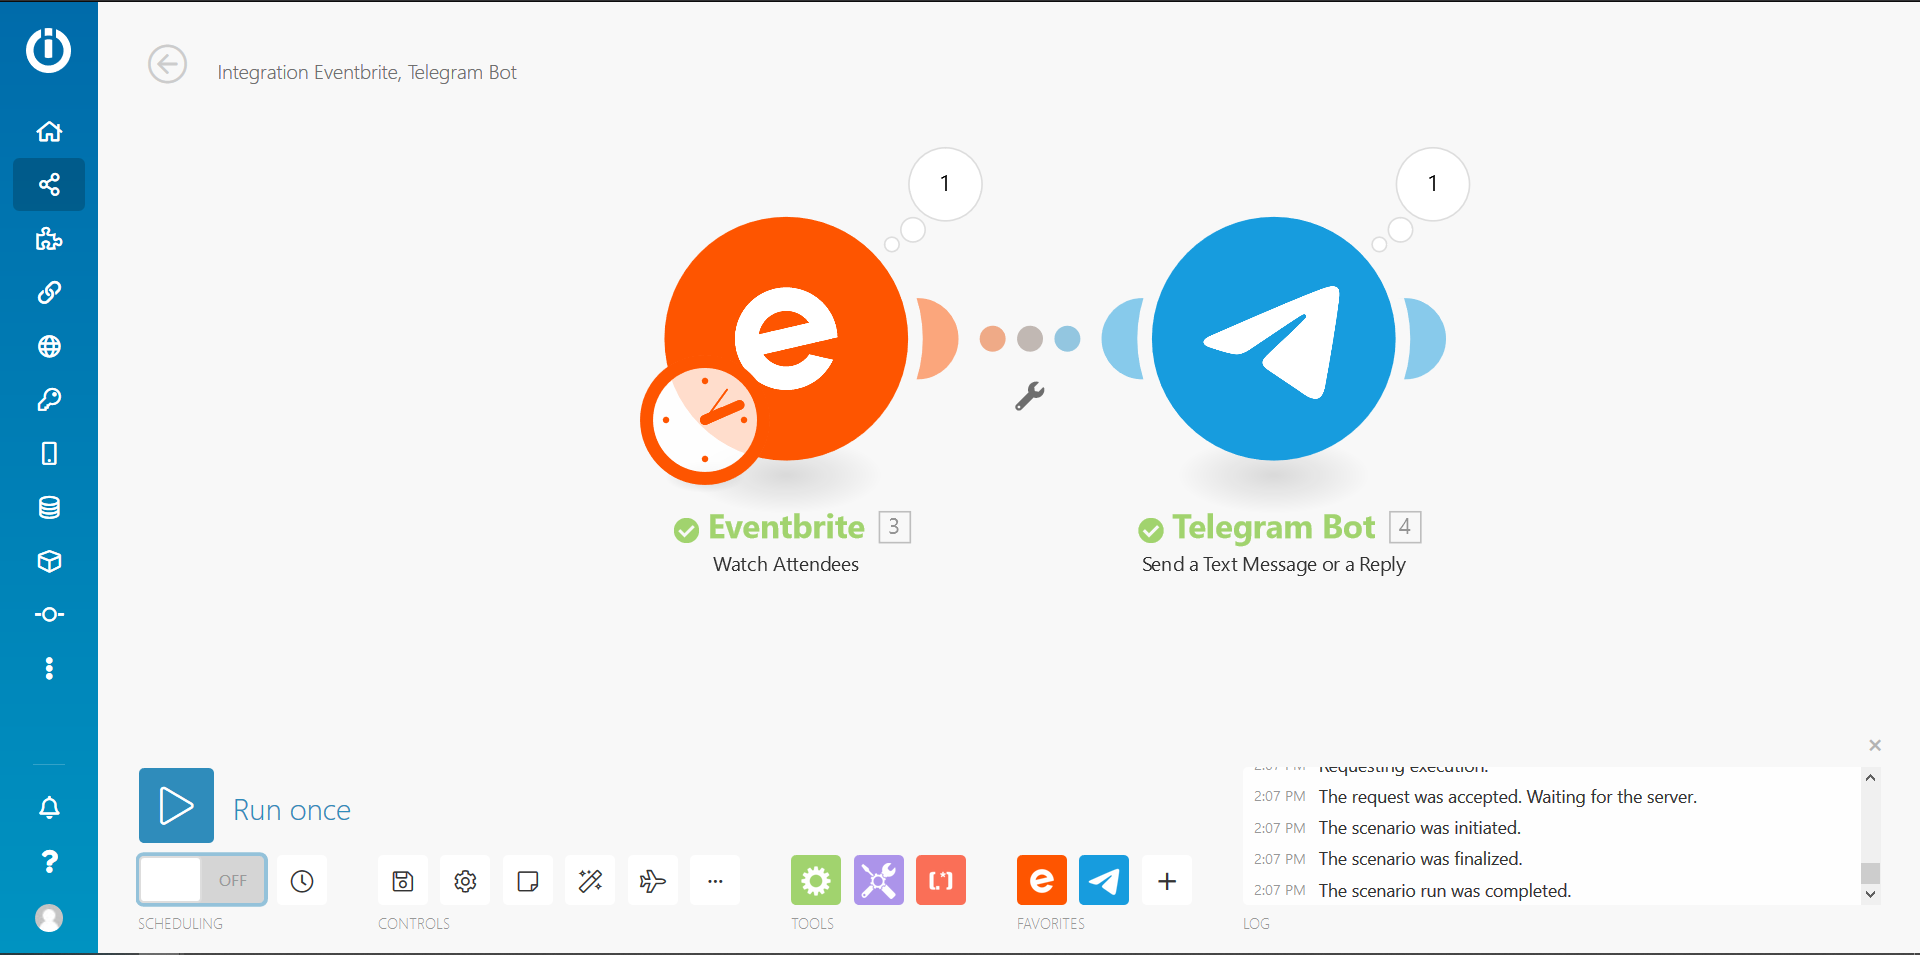 Integration Eventbrite, Telegram Bot
1
1
Eventbrite 3
Watch Attendees
Telegram Bot 4
Send a Text Message or a Reply
Run once
OFF
SCHEDULING
CONTROLS
TOOLS
FAVORITES
2:07 PM Requesting execution.
2:07 PM The request was accepted. Waiting for the server.
2:07 PM The scenario was initiated.
2:07 PM The scenario was finalized.
2:07 PM The scenario run was completed.
LOG